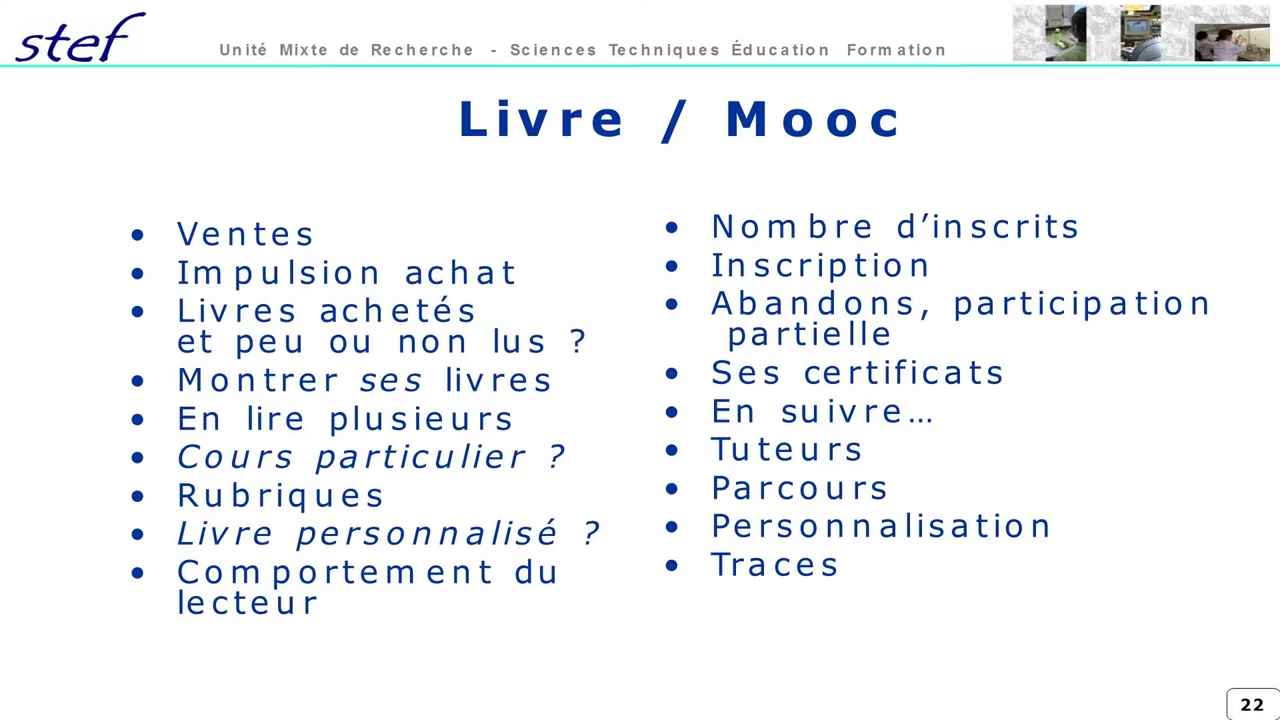 stef
Unité Mixte de Recherche - Sciences Techniques Éducation Formation
Livre / Mooc
• Ventes
• Impulsion achat
• Livres achetés
et peu ou non lus ?
• Montrer ses livres
• En lire plusieurs
• Cours particulier ?
• Rubriques
• Livre personnalisé ?
• Comportement du
lecteur
• Nombre d’inscrits
• Inscription
• Abandons, participation
partielle
• Ses certificats
• En suivre…
• Tuteurs
• Parcours
• Personnalisation
• Traces
22